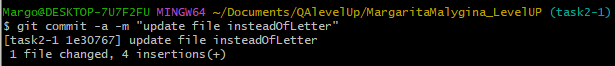 Margo@DESKTOP-7U7F2FU MINGW64 ~/Documents/QAlevelUp/MargaritaMalygina_LevelUP (task2-1)
$ git commit -a -m "update file insteadOfLetter"
[task2-1 1e30767] update file insteadOfLetter
 1 file changed, 4 insertions(+)